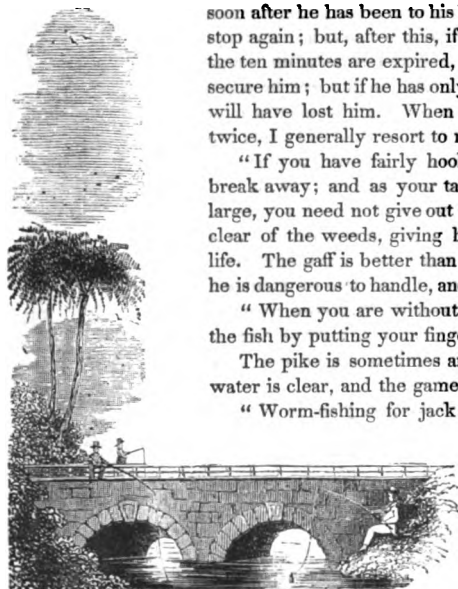 soon after he has been to his
stop again; but, after this, if
the ten minutes are expired,
secure him; but if he has only
will have lost him. When
twice, I generally resort to
"If you have fairly
break away; and as your
large, you need not give out
clear of the weeds, giving
life. The gaff is better than
he is dangerous to handle,
"When you are without
the fish by putting your
The pike is sometimes
water is clear, and the game
"Worm-fishing for jack